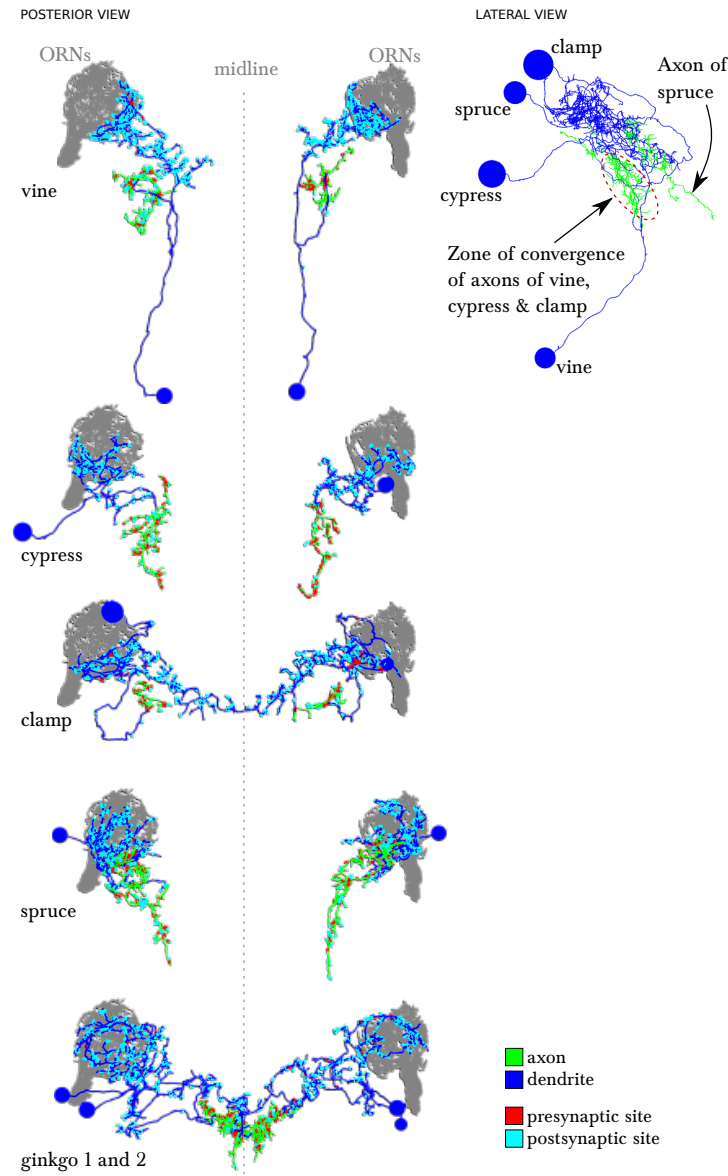 POSTERIOR VIEW
ORNs
midline
ORNs
vine
cypress
clamp
spruce
ginkgo 1 and 2
LATERAL VIEW
clamp
spruce
Axon of
spruce
cypress
Zone of convergence
of axons of vine,
cypress & clamp
vine
axon
dendrite
presynaptic site
postsynaptic site